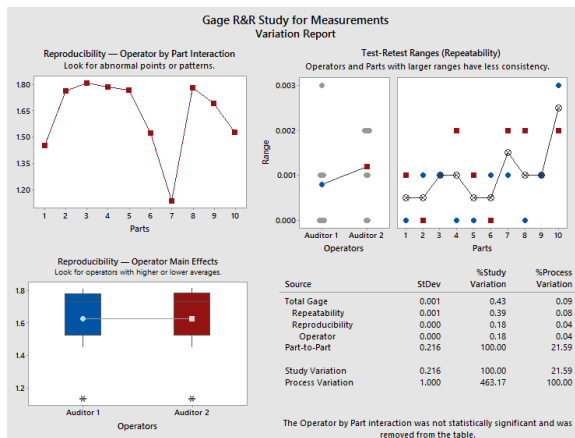 Gage R&R Study for Measurements
Variation Report
Reproducibility — Operator by Part Interaction
Look for abnormal points or patterns.
1.80
1.65
1.50
1.35
1.20
1 2 3 4 5 6 7 8 9 10
Parts
Test-Retest Ranges (Repeatability)
Operators and Parts with larger ranges have less consistency.
0.003
0.002
0.001
0.000
Range
Auditor 1 Auditor 2
Operators
1 2 3 4 5 6 7 8 9 10
Parts
Reproducibility — Operator Main Effects
Look for operators with higher or lower averages.
1.8
1.6
1.4
1.2
Auditor 1 Auditor 2
Operators
%Study %Process
Source StDev Variation Variation
Total Gage 0.001 0.43 0.09
Repeatability 0.001 0.39 0.08
Reproducibility 0.000 0.18 0.04
Operator 0.000 0.18 0.04
Part-to-Part 0.216 100.00 21.59
Study Variation 0.216 100.00 21.59
Process Variation 1.000 463.17 100.00
The Operator by Part interaction was not statistically significant and was
removed from the table.